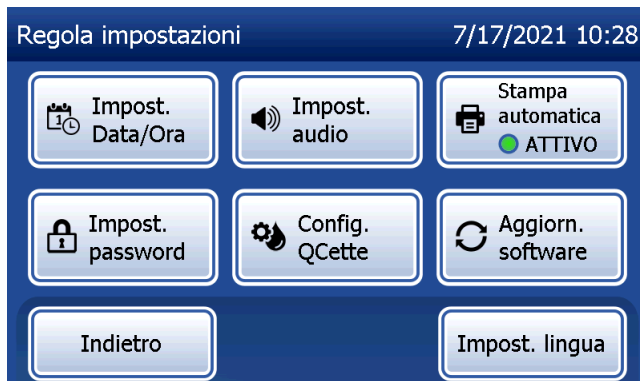 Regola impostazioni
7/17/2021 10:28
Impost.
Data/Ora
Impost.
audio
Stampa
automatica
ATTIVO
Impost.
password
Config.
QCette
Aggiorn.
software
Indietro
Impost. lingua